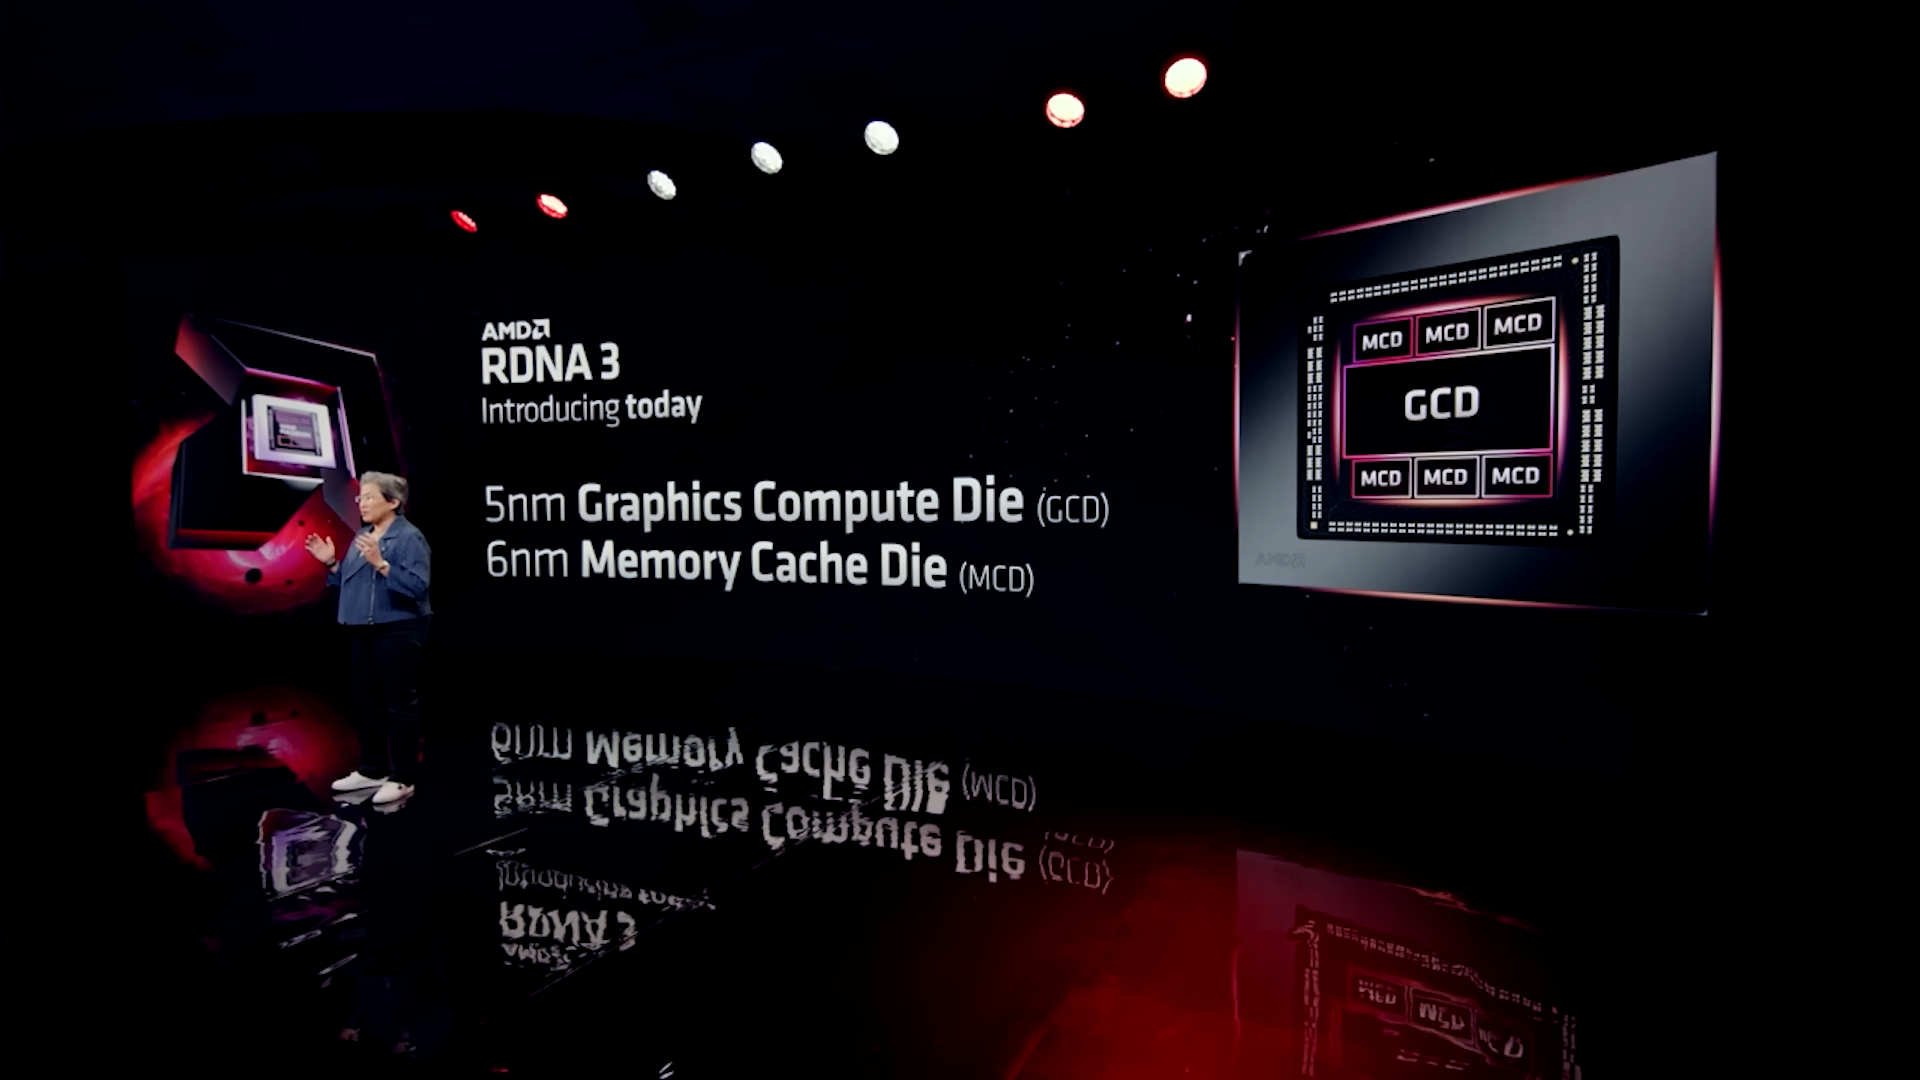 AMD
RDNA 3
Introducing today
5nm Graphics Compute Die (GCD)
6nm Memory Cache Die (MCD)
MCD MCD MCD
GCD
MCD MCD MCD